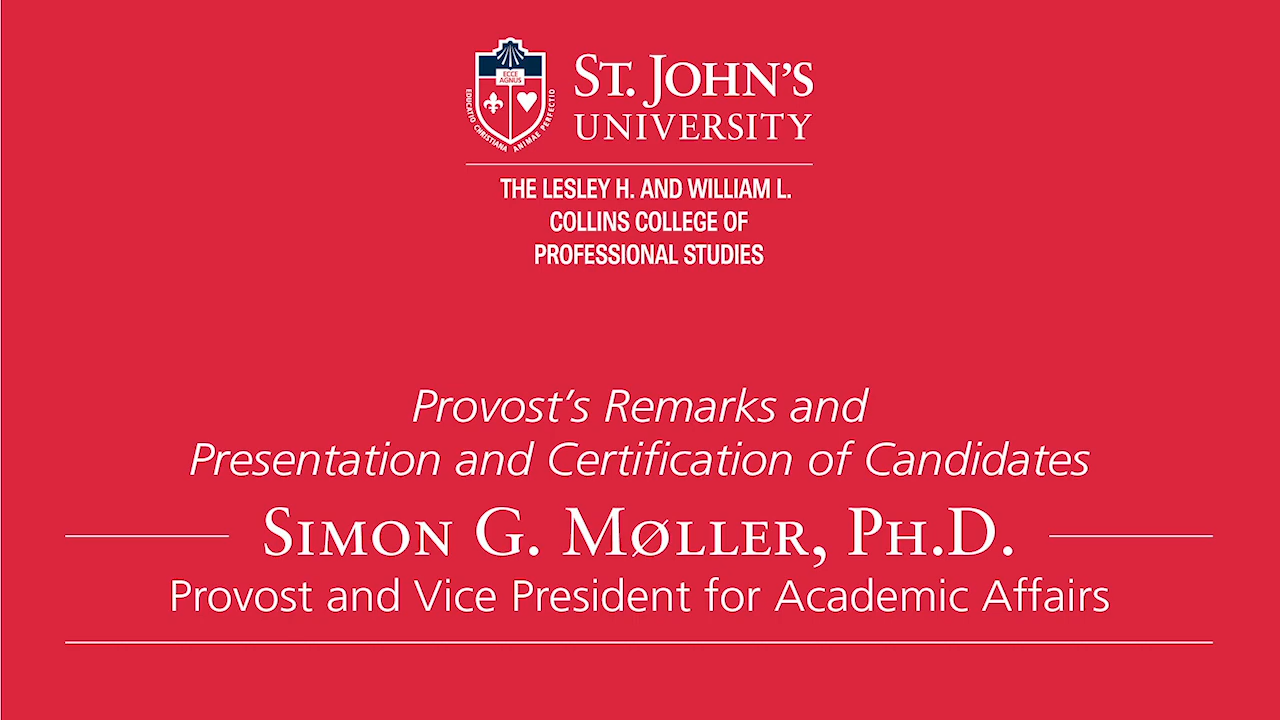 ECCE
AGNUS
EDUCATIO CHRISTIANA ANIMAE PERFECTIO
ST. JOHN'S
UNIVERSITY
THE LESLEY H. AND WILLIAM L.
COLLINS COLLEGE OF
PROFESSIONAL STUDIES
Provost's Remarks and
Presentation and Certification of Candidates
SIMON G. MØLLER, PH.D.
Provost and Vice President for Academic Affairs